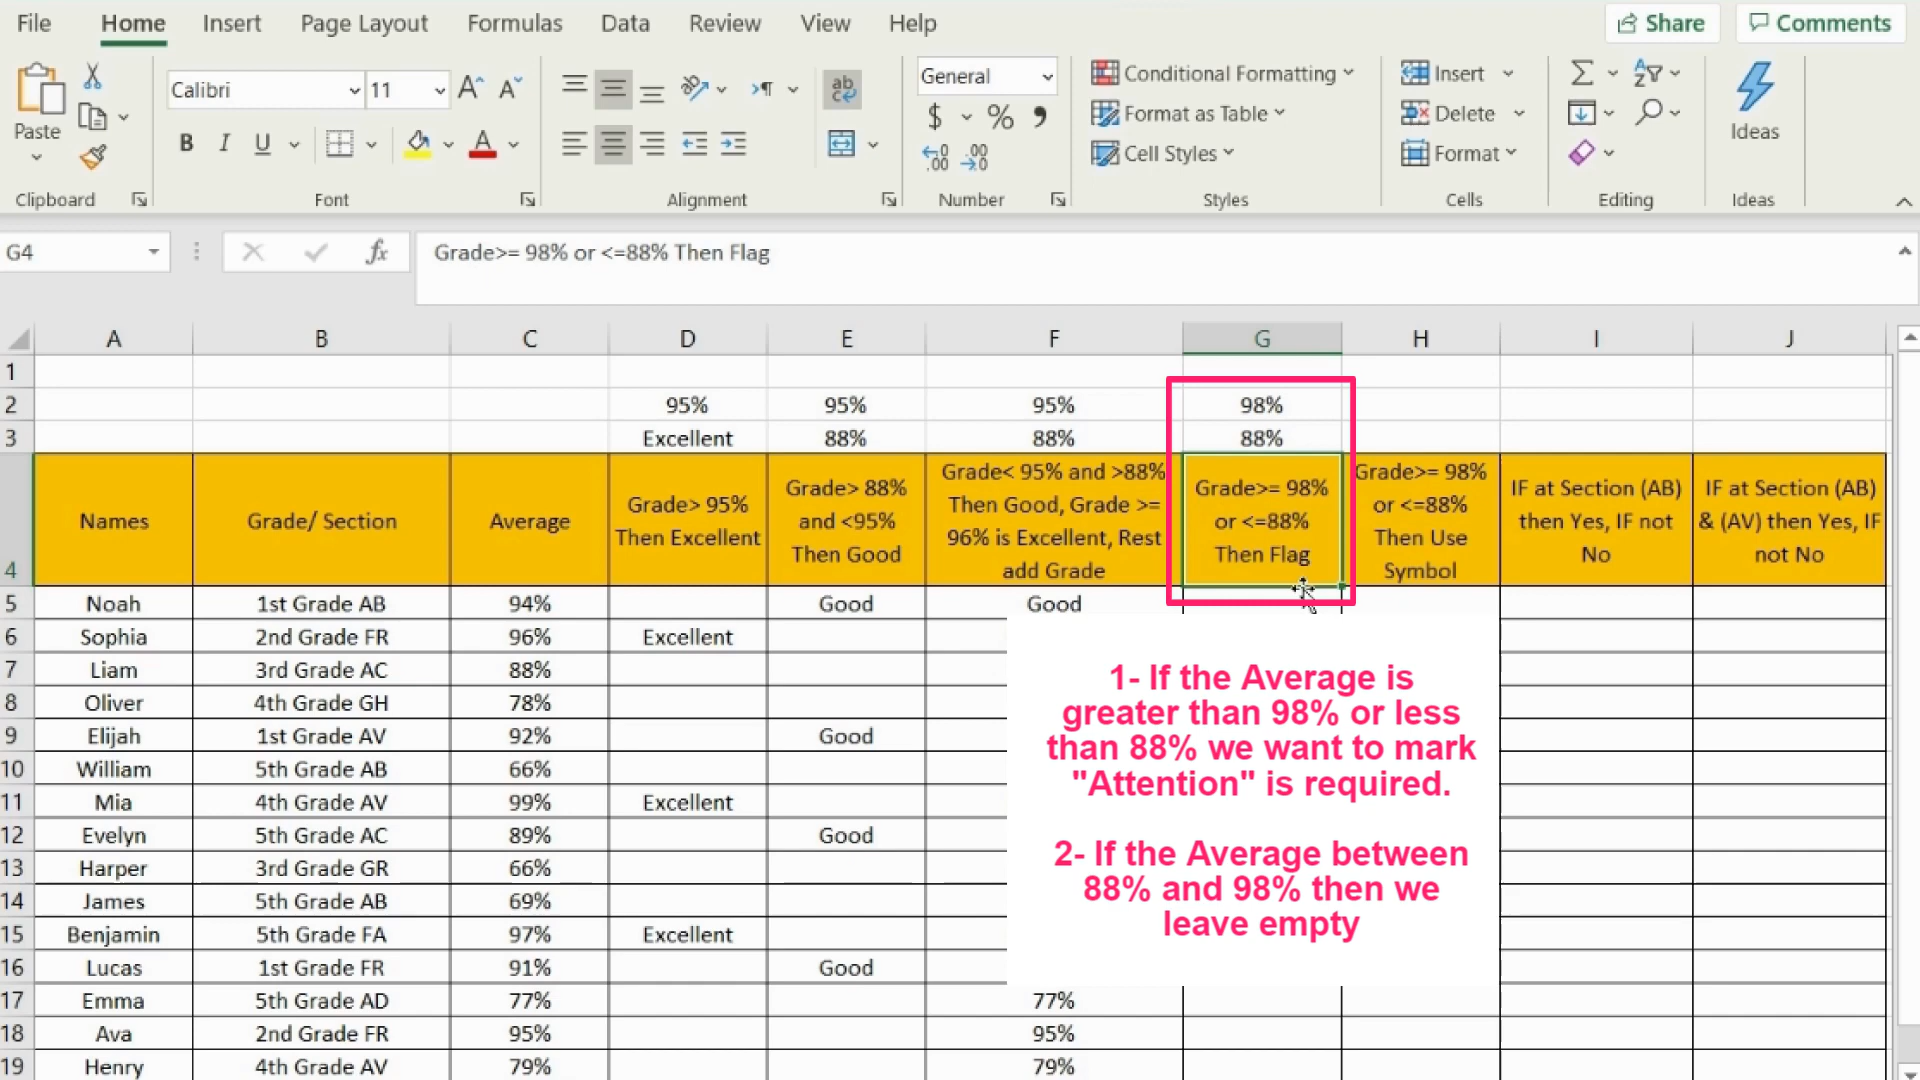 File Home Insert Page Layout Formulas Data Review View Help Share Comments
Paste Calibri 11 A A ab General Conditional Formatting Insert Σ
Format as Table Delete
B I U A $ % Cell Styles Format Ideas
Clipboard Font Alignment Number Styles Cells Editing Ideas
G4 fx Grade>= 98% or <=88% Then Flag
A B C D E F G H I J
1
2 95% 95% 95% 98%
3 Excellent 88% 88% 88%
4
Names
Grade/ Section
Average
Grade> 95%
Then Excellent
Grade> 88%
and <95%
Then Good
Grade< 95% and >88%
Then Good, Grade >=
96% is Excellent, Rest
add Grade
Grade>= 98%
or <=88%
Then Flag
Grade>= 98%
or <=88%
Then Use
Symbol
IF at Section (AB)
then Yes, IF not
No
IF at Section (AB)
& (AV) then Yes, IF
not No
5 Noah 1st Grade AB 94% Good Good
6 Sophia 2nd Grade FR 96% Excellent
7 Liam 3rd Grade AC 88%
8 Oliver 4th Grade GH 78%
9 Elijah 1st Grade AV 92% Good
10 William 5th Grade AB 66%
11 Mia 4th Grade AV 99% Excellent
12 Evelyn 5th Grade AC 89% Good
13 Harper 3rd Grade GR 66%
14 James 5th Grade AB 69%
15 Benjamin 5th Grade FA 97% Excellent
16 Lucas 1st Grade FR 91% Good
17 Emma 5th Grade AD 77% 77%
18 Ava 2nd Grade FR 95% 95%
19 Henry 4th Grade AV 79% 79%
1- If the Average is
greater than 98% or less
than 88% we want to mark
"Attention" is required.
2- If the Average between
88% and 98% then we
leave empty